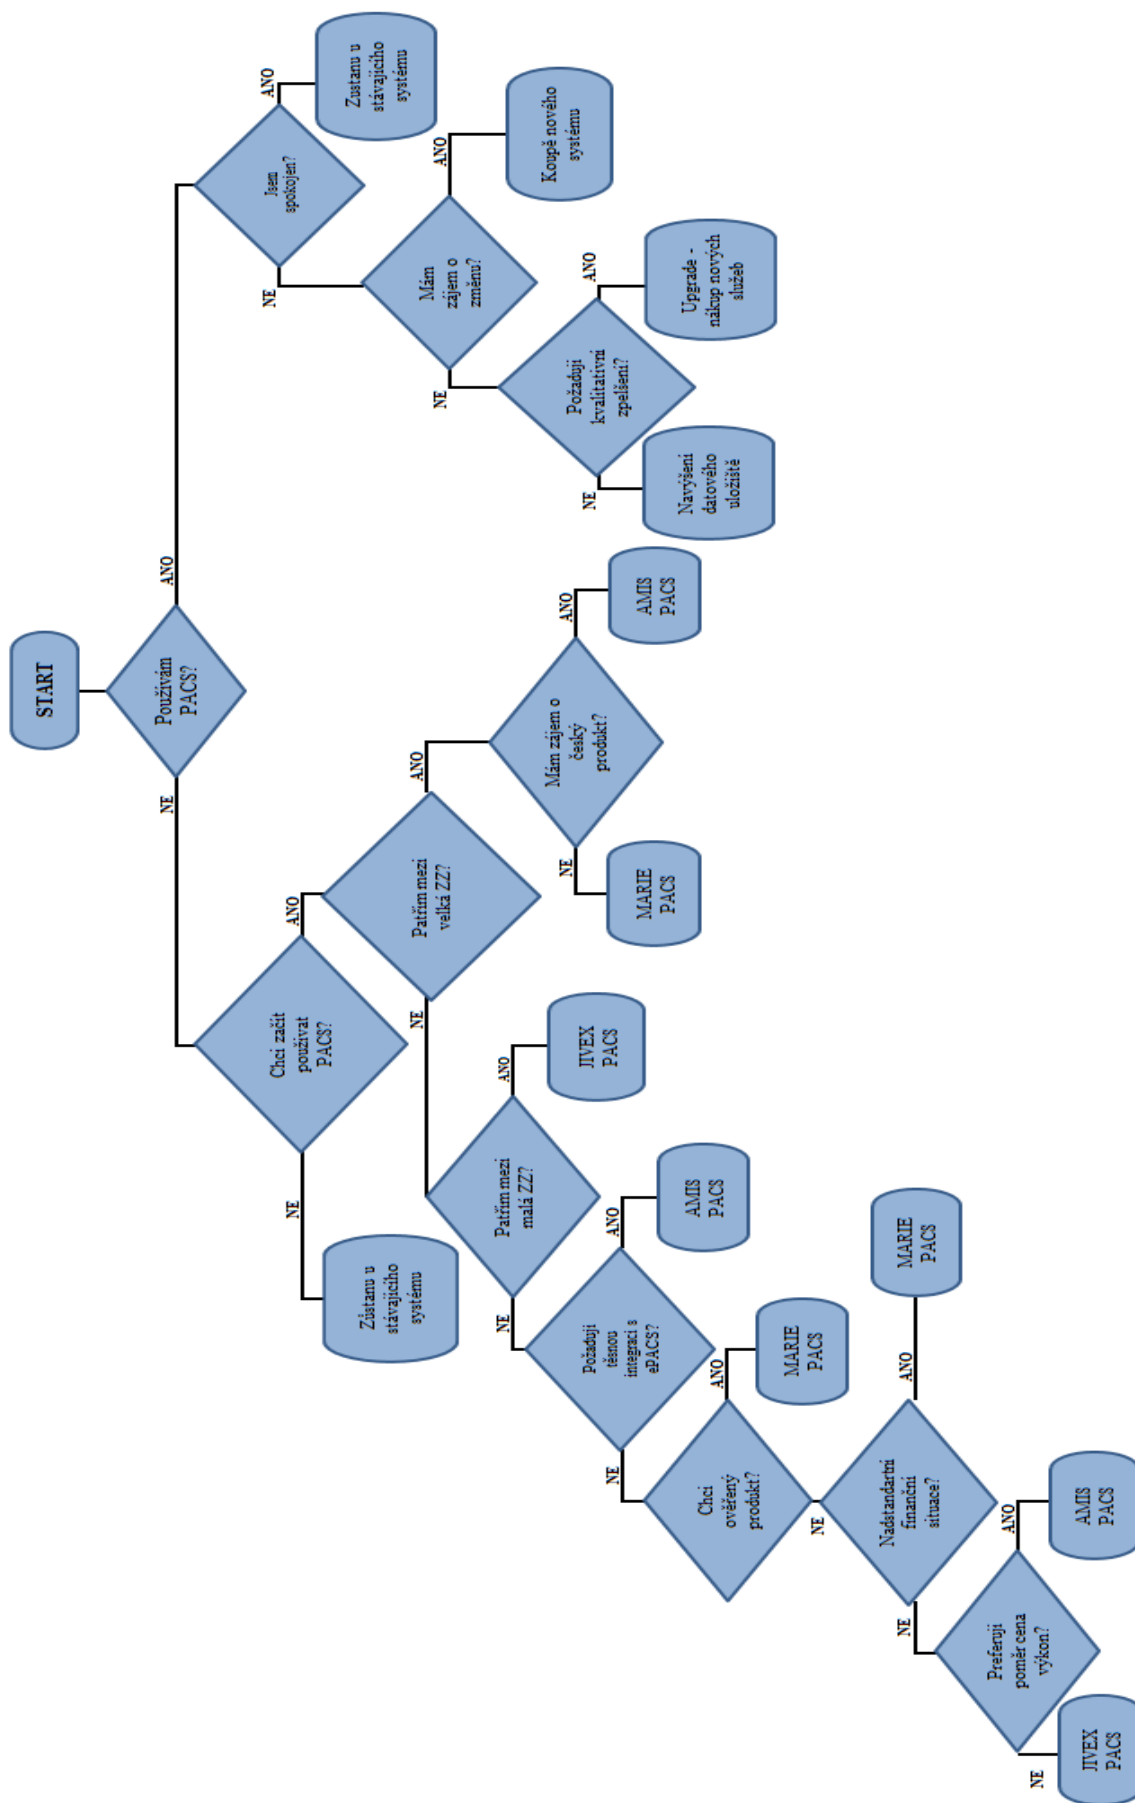 START
Používám
PACS?
NE
ANO
Jsem
spokojen?
ANO
Zustanu u
stávajícího
systému
NE
Mám
zájem o
změnu?
ANO
Koupě nového
systému
NE
Požaduji
kvalitativní
zpelšení?
ANO
Upgrade -
nákup nových
služeb
NE
Navýšení
datového
uložiště
Chci začít
používat
PACS?
NE
Zůstanu u
stávajícího
systému
ANO
Patřím mezi
velká ZZ?
ANO
Mám zájem o
český
produkt?
ANO
AMIS
PACS
NE
MARIE
PACS
NE
Patřím mezi
malá ZZ?
ANO
JIVEX
PACS
NE
Požaduji
těsnou
integraci s
ePACS?
ANO
AMIS
PACS
NE
Chci
ověřený
produkt?
ANO
MARIE
PACS
NE
Nadstandartní
finanční
situace?
ANO
MARIE
PACS
NE
Preferuji
poměr cena
výkon?
ANO
AMIS
PACS
NE
JIVEX
PACS